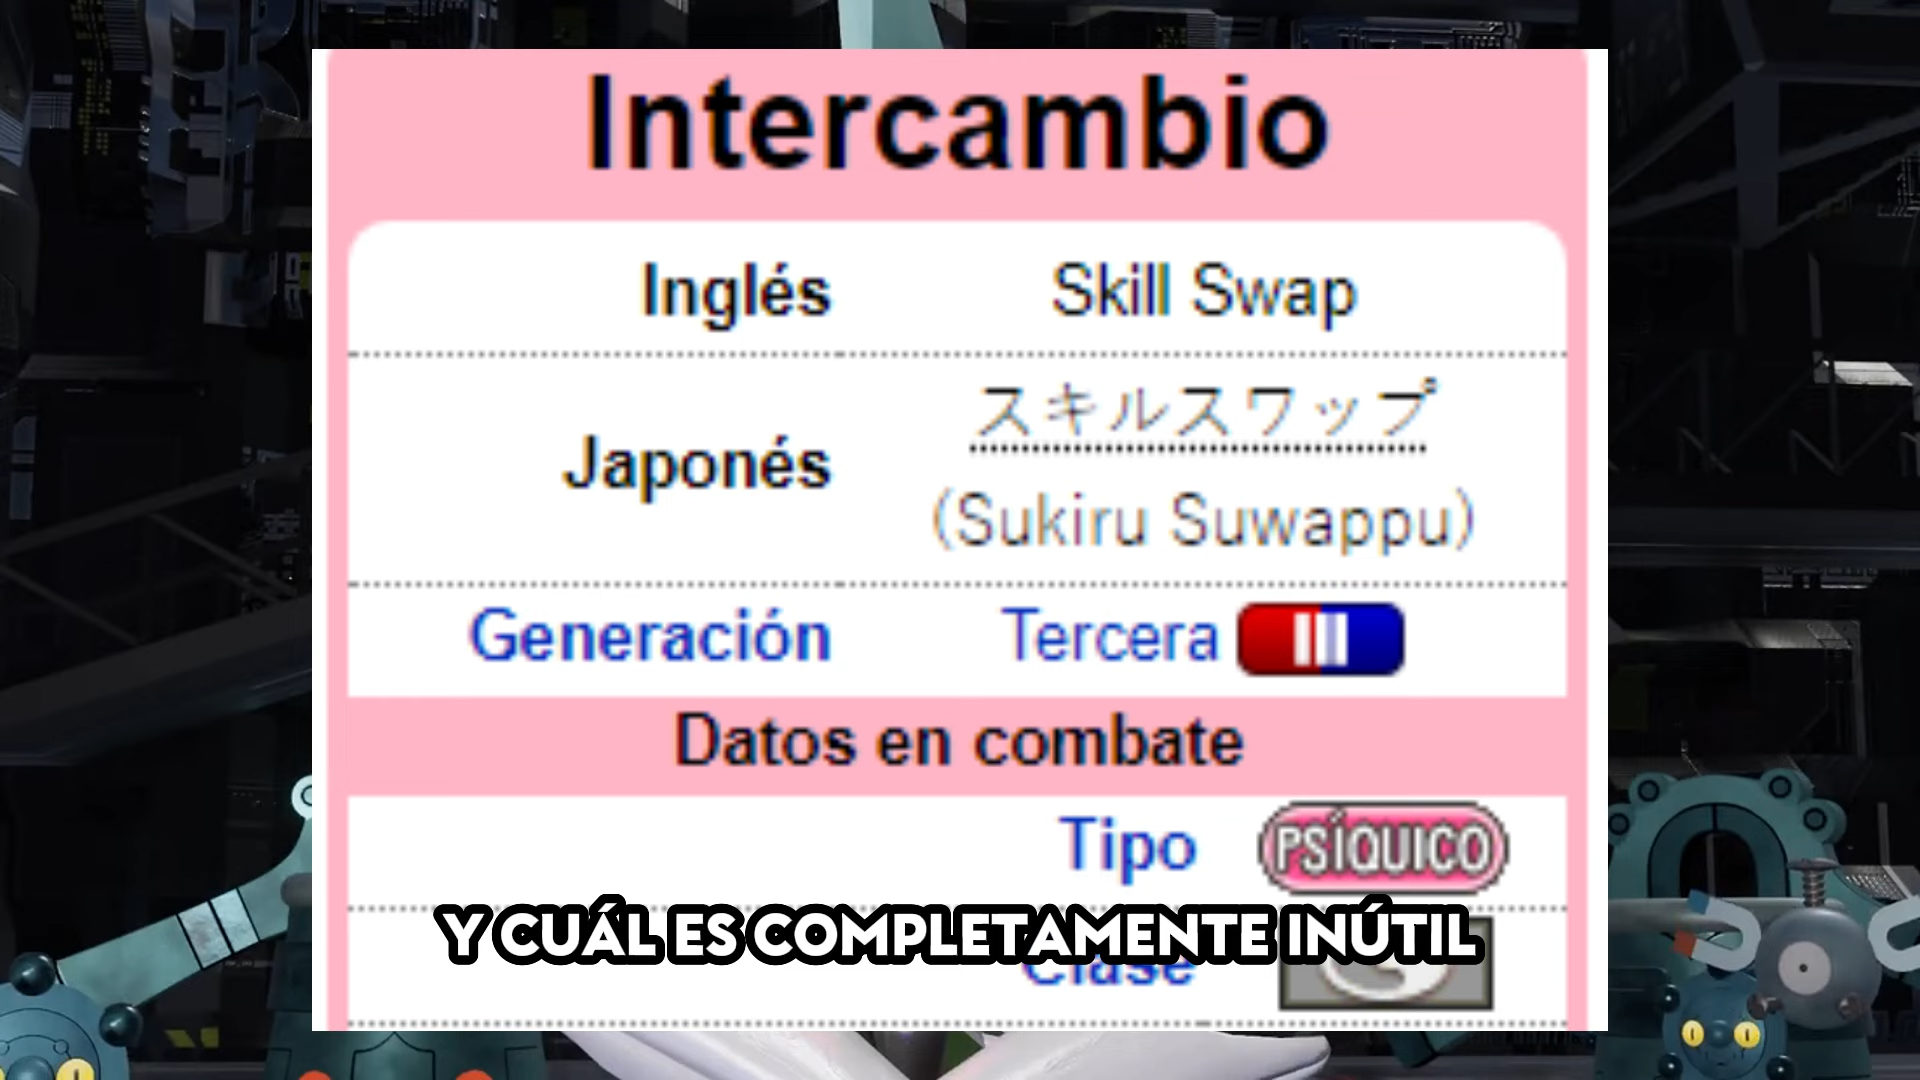 Intercambio
Inglés Skill Swap
Japonés スキルスワップ
(Sukiru Suwappu)
Generación Tercera III
Datos en combate
Tipo PSÍQUICO
Y CUÁL ES COMPLETAMENTE INÚTIL
Clase